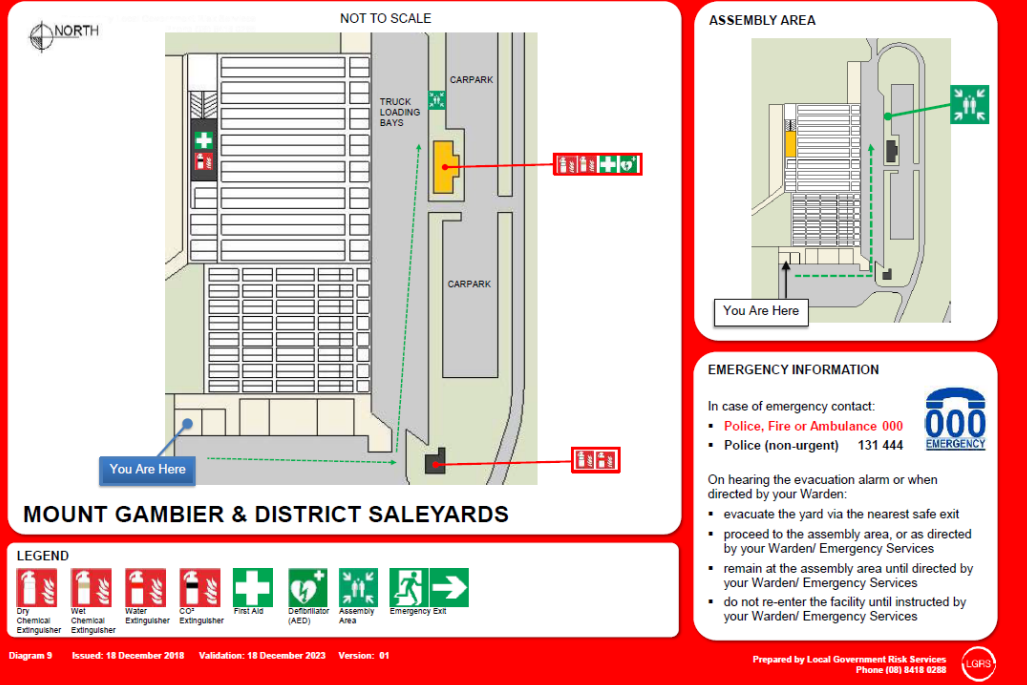 NORTH
NOT TO SCALE
CARPARK
TRUCK
LOADING
BAYS
CARPARK
You Are Here
MOUNT GAMBIER & DISTRICT SALEYARDS
LEGEND
Dry
Chemical
Extinguisher
Wet
Chemical
Extinguisher
Water
Extinguisher
CO²
Extinguisher
First Aid
Defibrillator
(AED)
Assembly
Area
Emergency Exit
Diagram 9 Issued: 18 December 2018 Validation: 18 December 2023 Version: 01
ASSEMBLY AREA
You Are Here
EMERGENCY INFORMATION
In case of emergency contact:
▪ Police, Fire or Ambulance 000
▪ Police (non-urgent) 131 444
000
EMERGENCY
On hearing the evacuation alarm or when
directed by your Warden:
▪ evacuate the yard via the nearest safe exit
▪ proceed to the assembly area, or as directed
by your Warden/ Emergency Services
▪ remain at the assembly area until directed by
your Warden/ Emergency Services
▪ do not re-enter the facility until instructed by
your Warden/ Emergency Services
Prepared by Local Government Risk Services
Phone (08) 8418 0288
LGRS